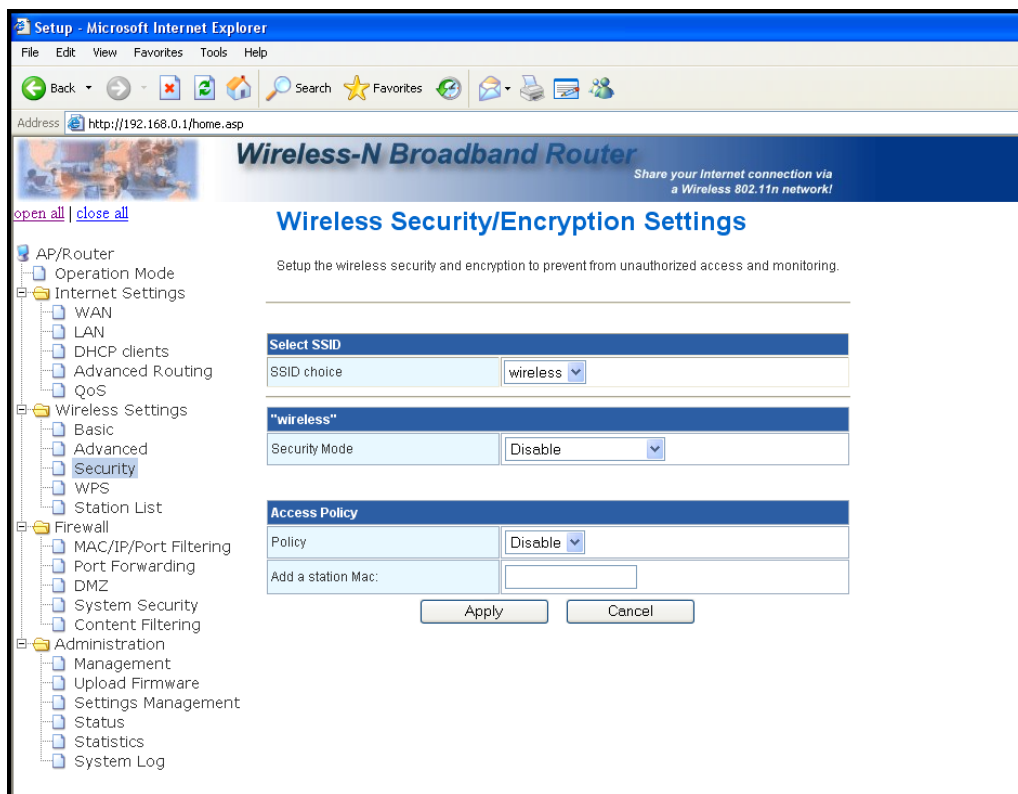 Setup - Microsoft Internet Explorer
File Edit View Favorites Tools Help
Back Search Favorites
Address http://192.168.0.1/home.asp
Wireless-N Broadband Router
Share your Internet connection via
a Wireless 802.11n network!
open all | close all
AP/Router
Operation Mode
Internet Settings
WAN
LAN
DHCP clients
Advanced Routing
QoS
Wireless Settings
Basic
Advanced
Security
WPS
Station List
Firewall
MAC/IP/Port Filtering
Port Forwarding
DMZ
System Security
Content Filtering
Administration
Management
Upload Firmware
Settings Management
Status
Statistics
System Log
Wireless Security/Encryption Settings
Setup the wireless security and encryption to prevent from unauthorized access and monitoring.
Select SSID
SSID choice wireless
"wireless"
Security Mode Disable
Access Policy
Policy Disable
Add a station Mac:
Apply Cancel